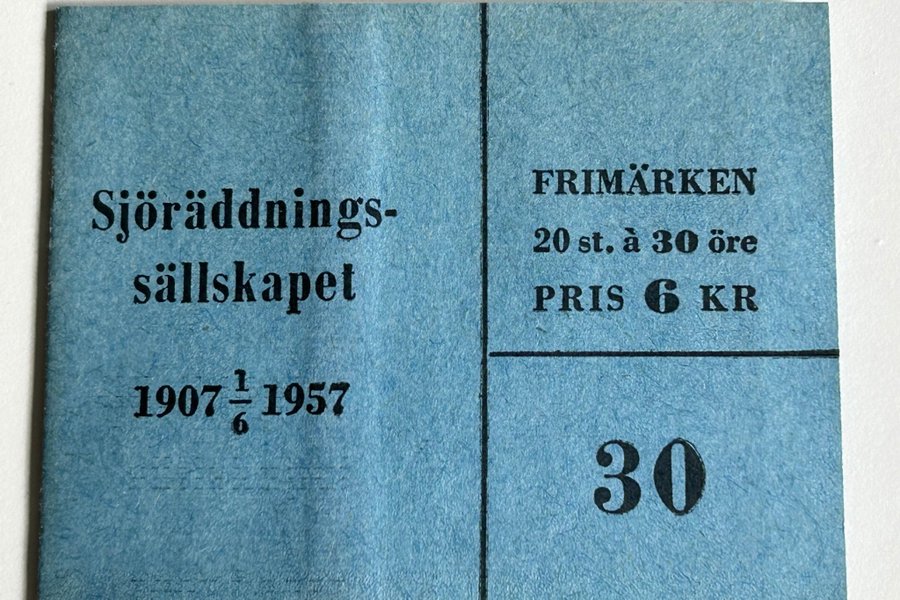 Sjöräddnings-
sällskapet
1907 1/6 1957
FRIMÄRKEN
20 st. à 30 öre
PRIS 6 KR
30